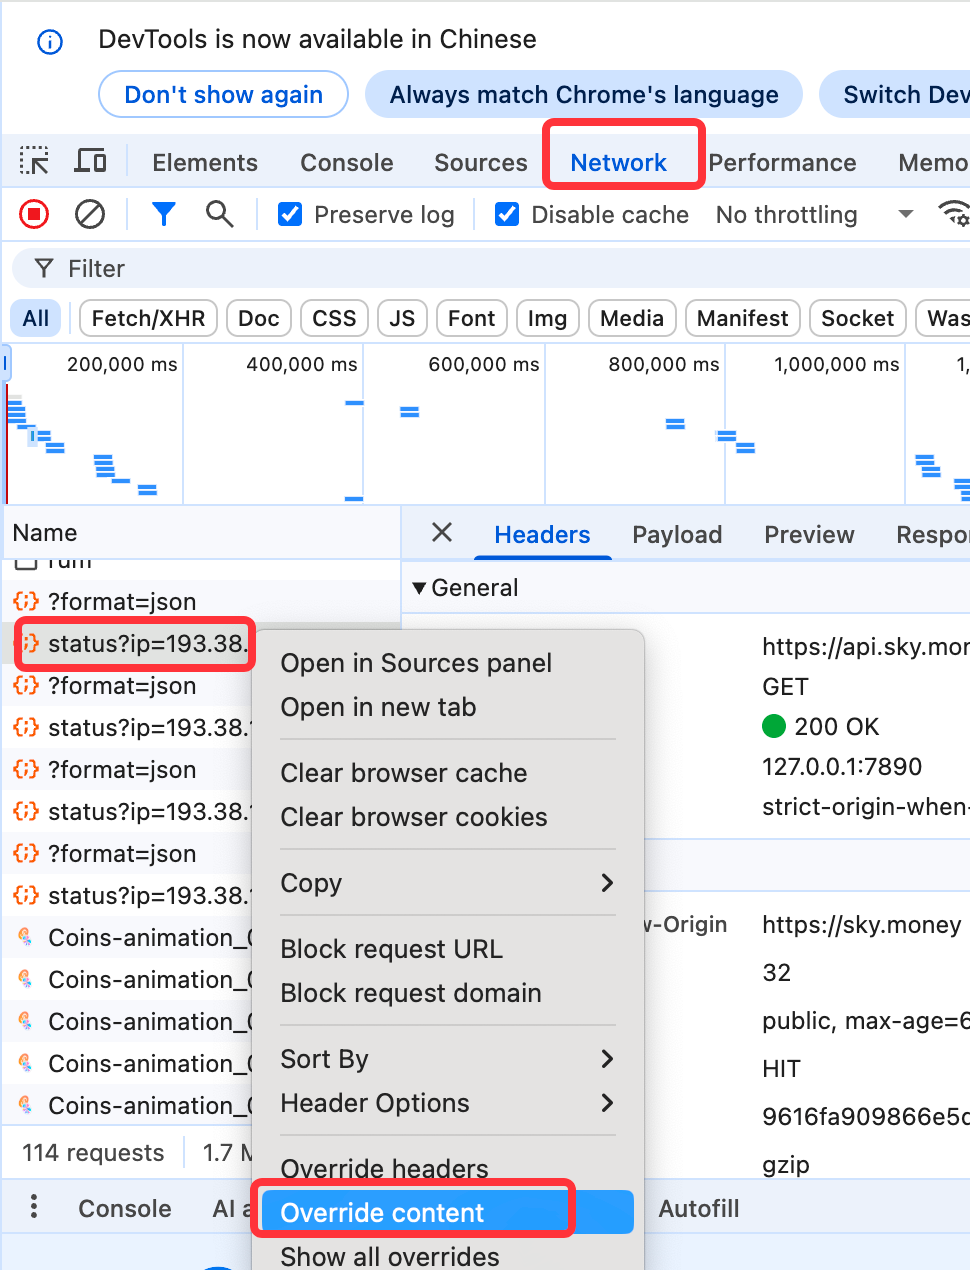 DevTools is now available in Chinese
Don't show again
Always match Chrome's language
Switch Dev
Elements
Console
Sources
Network
Performance
Memo
Preserve log
Disable cache
No throttling
Filter
All
Fetch/XHR
Doc
CSS
JS
Font
Img
Media
Manifest
Socket
Was
200,000 ms
400,000 ms
600,000 ms
800,000 ms
1,000,000 ms
1,
Name
Headers
Payload
Preview
Respo
General
rum
?format=json
status?ip=193.38.
?format=json
status?ip=193.38.
?format=json
status?ip=193.38.
?format=json
status?ip=193.38.
Coins-animation_
Coins-animation_
Coins-animation_
Coins-animation_
Coins-animation_
114 requests
1.7 M
Open in Sources panel
Open in new tab
Clear browser cache
Clear browser cookies
Copy
Block request URL
Block request domain
Sort By
Header Options
Override headers
Override content
Show all overrides
https://api.sky.mon
GET
200 OK
127.0.0.1:7890
strict-origin-when-
w-Origin
https://sky.money
32
public, max-age=6
HIT
9616fa909866e5d
gzip
Console
AI a
Autofill